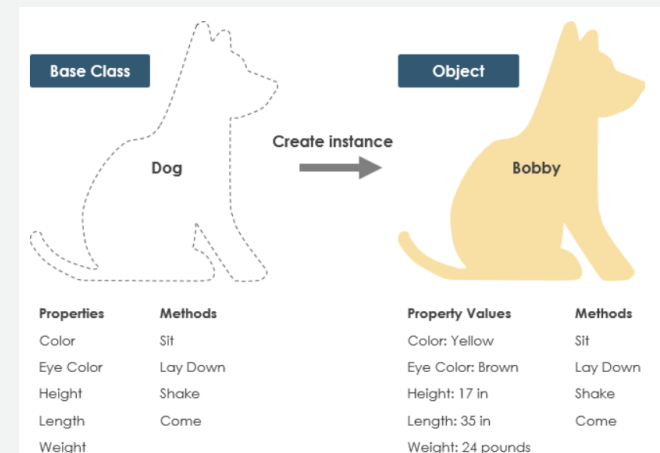 Base Class
Object
Create instance
Dog
Bobby
Properties Methods
Color Sit
Eye Color Lay Down
Height Shake
Length Come
Weight
Property Values Methods
Color: Yellow Sit
Eye Color: Brown Lay Down
Height: 17 in Shake
Length: 35 in Come
Weight: 24 pounds